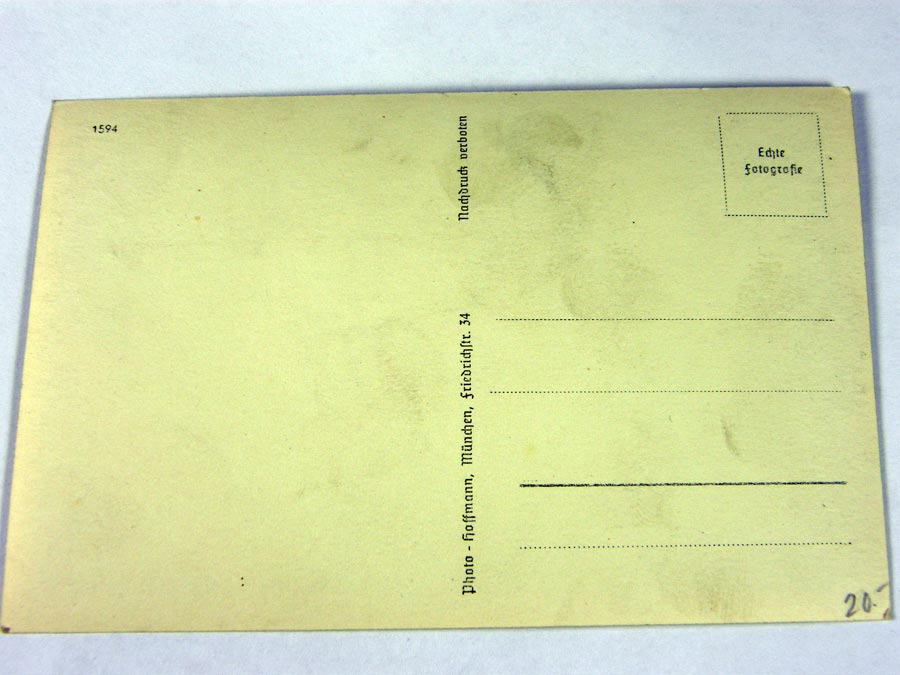 1594
Nachdruck verboten
Photo - Hoffmann, München, Friedrichstr. 34
Echte
Fotografie
20.-